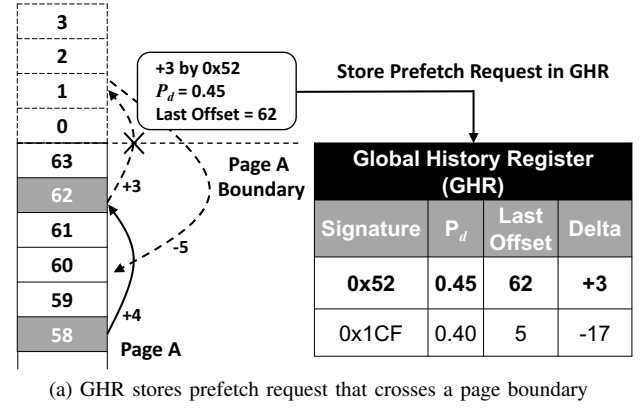 3
2
1
0
63
62
61
60
59
58
+3
-5
+4
Page A
Page A
Boundary
+3 by 0x52
P_d = 0.45
Last Offset = 62
Store Prefetch Request in GHR
Global History Register
(GHR)
Signature P_d Last Offset Delta
0x52 0.45 62 +3
0x1CF 0.40 5 -17
(a) GHR stores prefetch request that crosses a page boundary